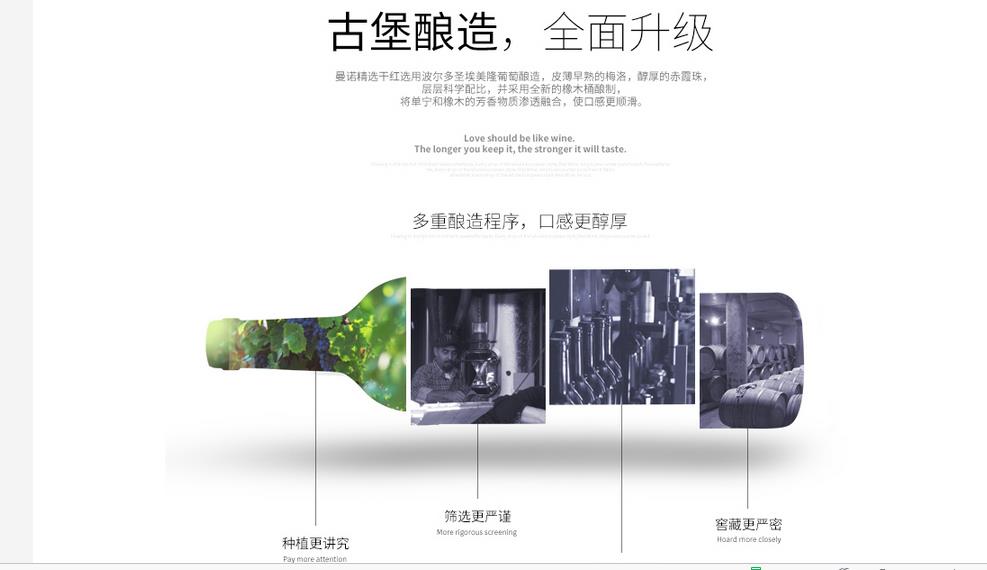 古堡酿造，全面升级
曼诺精选干红选用波尔多圣埃美隆葡萄酿造，皮薄早熟的梅洛，醇厚的赤霞珠，
层层科学配比，并采用全新的橡木桶酿制，
将单宁和橡木的芳香物质渗透融合，使口感更顺滑。
Love should be like wine.
The longer you keep it, the stronger it will taste.
多重酿造程序，口感更醇厚
筛选更严谨
More rigorous screening
窖藏更严密
Hoard more closely
种植更讲究
Pay more attention